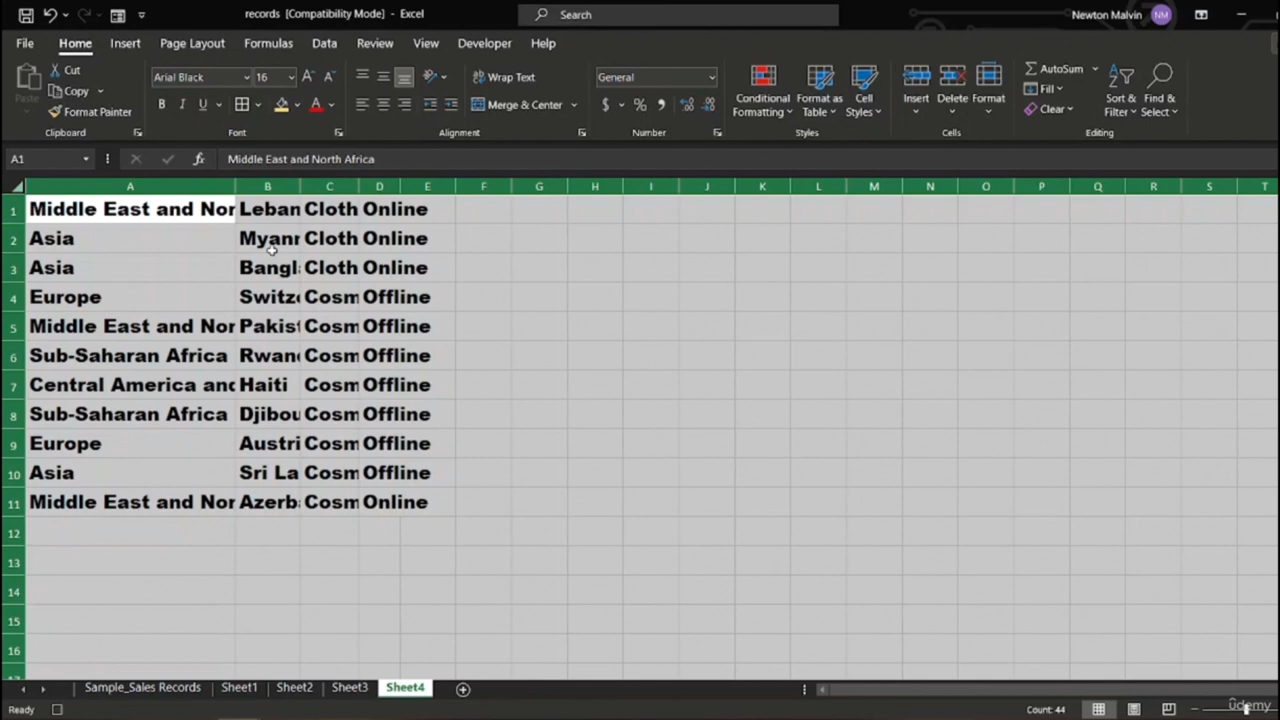 records [Compatibility Mode] - Excel
Search
Newton Malvin
NM
File Home Insert Page Layout Formulas Data Review View Developer Help
Paste
Cut
Copy
Format Painter
Clipboard
Arial Black 16 A A
B I U A
Font
Wrap Text
Merge & Center
Alignment
General
$ % ,
Number
Conditional Formatting
Format as Table
Cell Styles
Styles
Insert Delete Format
Cells
AutoSum
Fill
Clear
Sort & Filter
Find & Select
Editing
A1 fx Middle East and North Africa
A B C D E F G H I J K L M N O P Q R S T
1 Middle East and Nor Leban Cloth Online
2 Asia Myanr Cloth Online
3 Asia Bangl Cloth Online
4 Europe Switz Cosm Offline
5 Middle East and Nor Pakist Cosm Offline
6 Sub-Saharan Africa Rwan Cosm Offline
7 Central America and Haiti Cosm Offline
8 Sub-Saharan Africa Djibou Cosm Offline
9 Europe Austri Cosm Offline
10 Asia Sri La Cosm Offline
11 Middle East and Nor Azerb Cosm Online
12
13
14
15
16
Sample_Sales Records Sheet1 Sheet2 Sheet3 Sheet4
Ready Count: 44
udemy